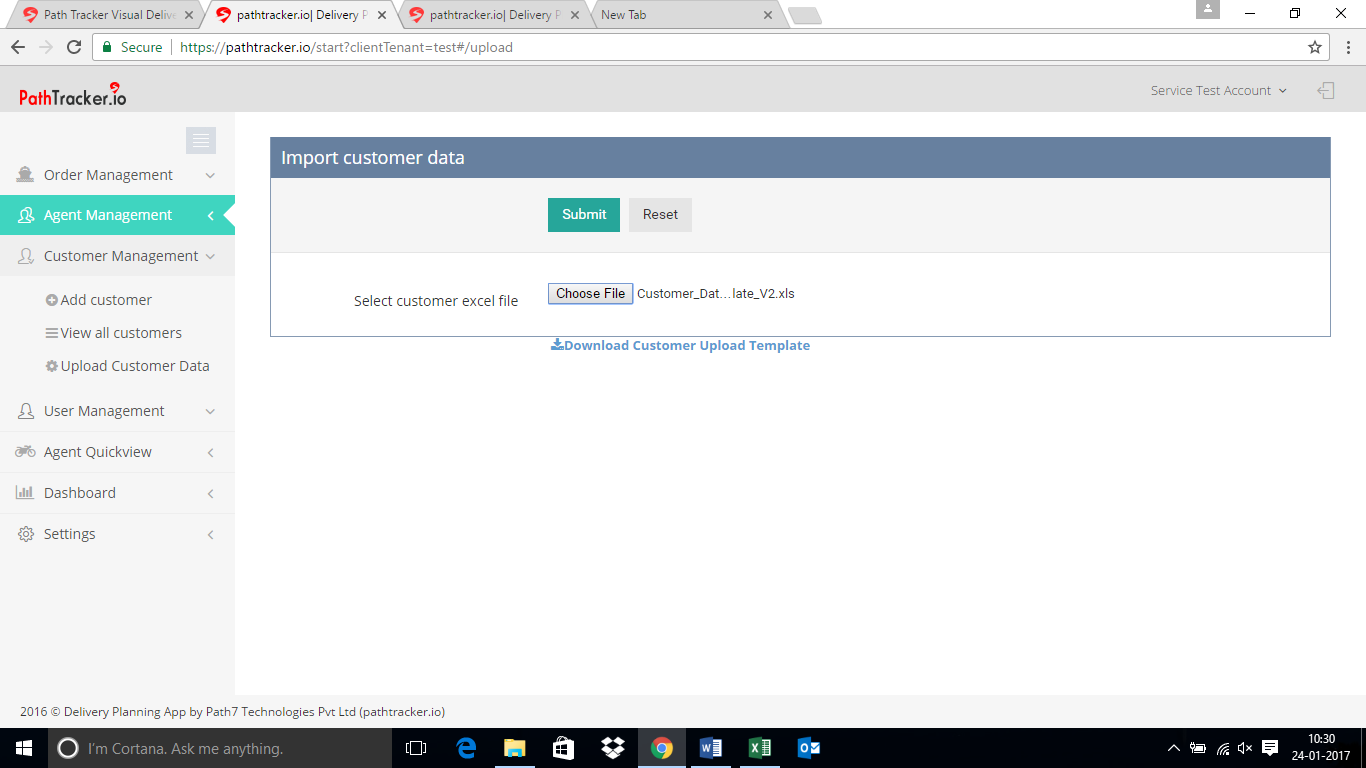 Path Tracker Visual Delive
pathtracker.io| Delivery P
pathtracker.io| Delivery P
New Tab
Secure
https://pathtracker.io/start?clientTenant=test#/upload
PathTracker.io
Service Test Account
Order Management
Agent Management
Customer Management
Add customer
View all customers
Upload Customer Data
User Management
Agent Quickview
Dashboard
Settings
Import customer data
Submit
Reset
Select customer excel file
Choose File
Customer_Dat...late_V2.xls
Download Customer Upload Template
2016 © Delivery Planning App by Path7 Technologies Pvt Ltd (pathtracker.io)
I'm Cortana. Ask me anything.
10:30
24-01-2017